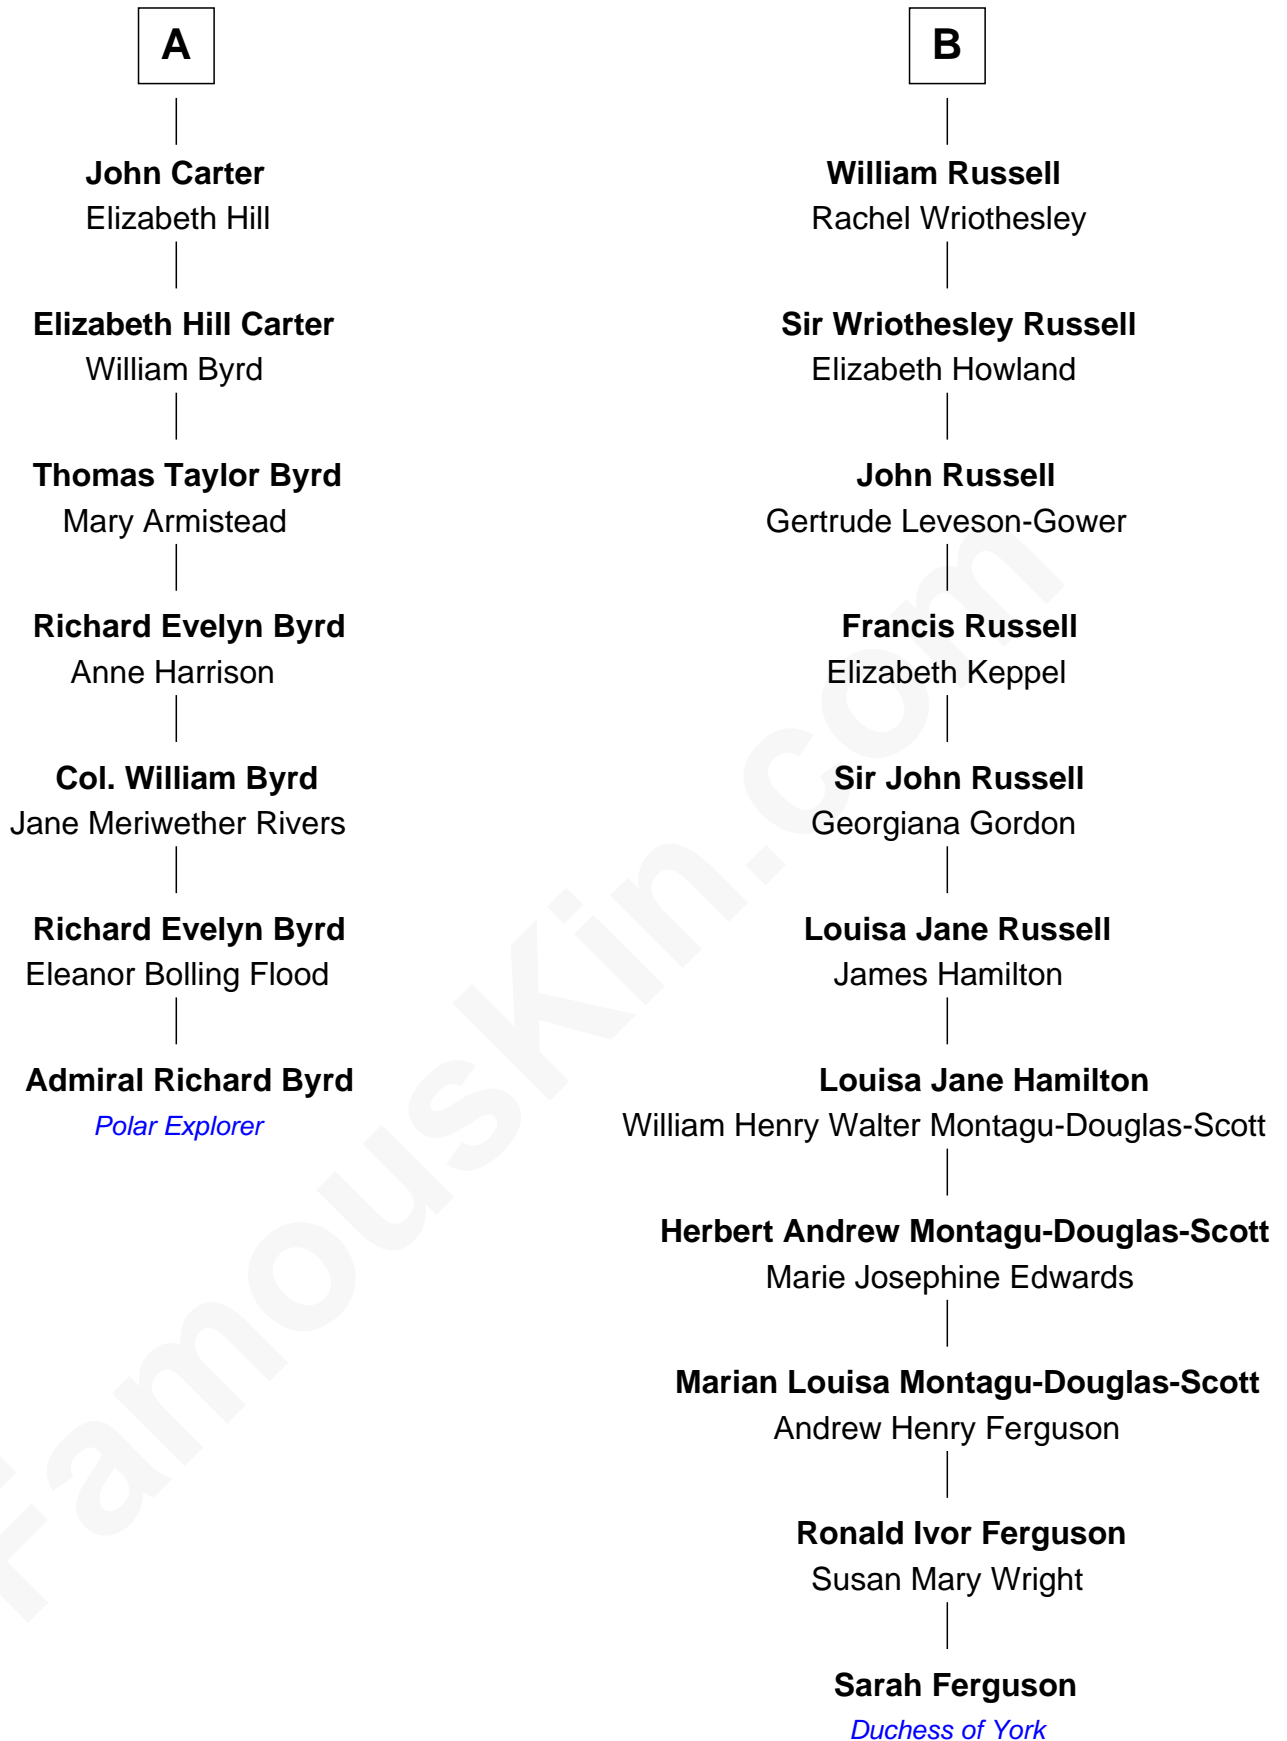 A
John Carter
Elizabeth Hill
Elizabeth Hill Carter
William Byrd
Thomas Taylor Byrd
Mary Armistead
Richard Evelyn Byrd
Anne Harrison
Col. William Byrd
Jane Meriwether Rivers
Richard Evelyn Byrd
Eleanor Bolling Flood
Admiral Richard Byrd
Polar Explorer
B
William Russell
Rachel Wriothesley
Sir Wriothesley Russell
Elizabeth Howland
John Russell
Gertrude Leveson-Gower
Francis Russell
Elizabeth Keppel
Sir John Russell
Georgiana Gordon
Louisa Jane Russell
James Hamilton
Louisa Jane Hamilton
William Henry Walter Montagu-Douglas-Scott
Herbert Andrew Montagu-Douglas-Scott
Marie Josephine Edwards
Marian Louisa Montagu-Douglas-Scott
Andrew Henry Ferguson
Ronald Ivor Ferguson
Susan Mary Wright
Sarah Ferguson
Duchess of York
FamousKin.com